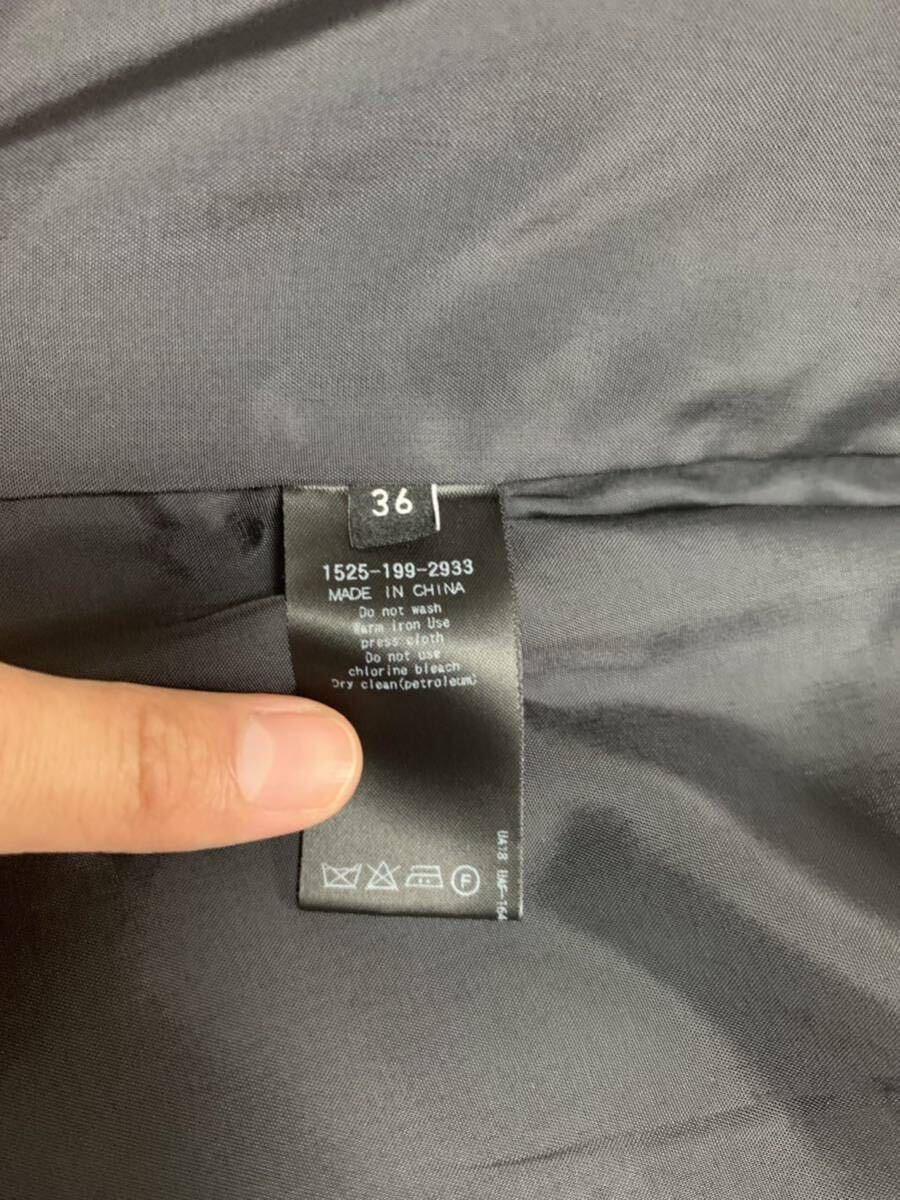 36
1525-199-2933
MADE IN CHINA
Do not wash
Warm iron Use
press cloth
Do not use
chlorine bleach
Dry clean(petroleum)
F